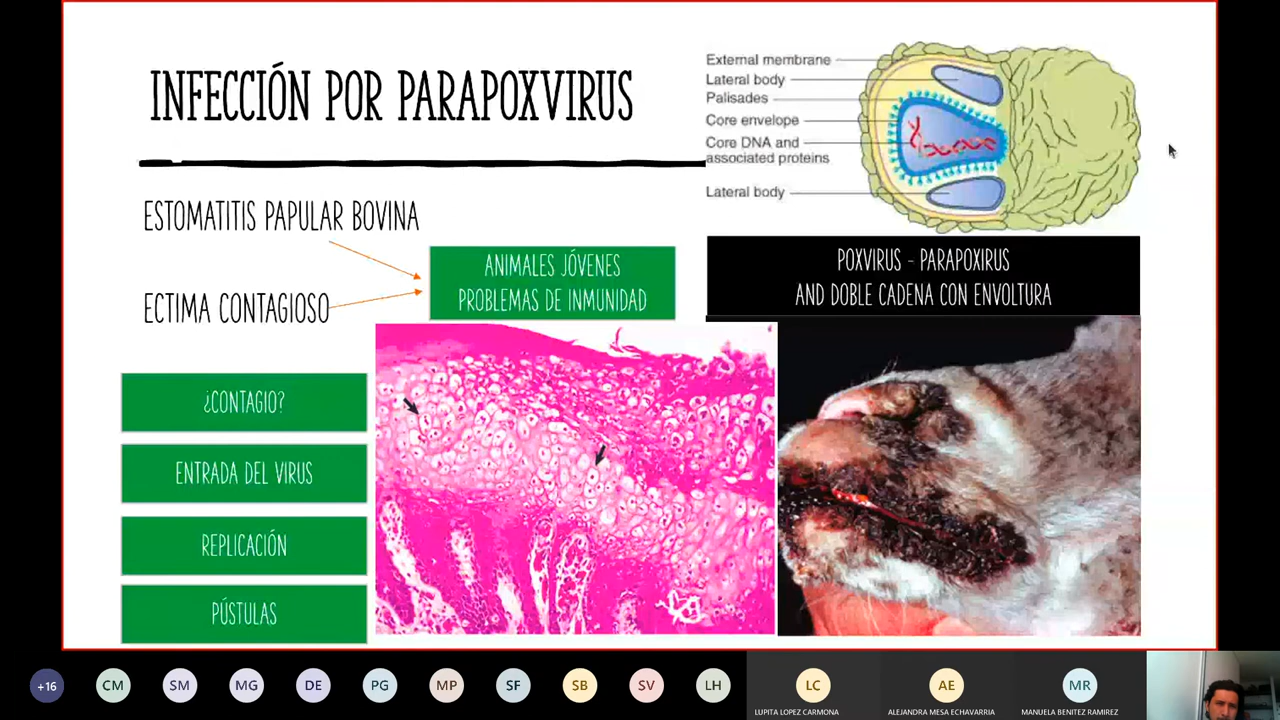 INFECCIÓN POR PARAPOXVIRUS
External membrane
Lateral body
Palisades
Core envelope
Core DNA and
associated proteins
Lateral body
ESTOMATITIS PAPULAR BOVINA
ECTIMA CONTAGIOSO
ANIMALES JÓVENES
PROBLEMAS DE INMUNIDAD
POXVIRUS - PARAPOXIRUS
AND DOBLE CADENA CON ENVOLTURA
¿CONTAGIO?
ENTRADA DEL VIRUS
REPLICACIÓN
PÚSTULAS
+16
CM
SM
MG
DE
PG
MP
SF
SB
SV
LH
LC
AE
MR
LUPITA LOPEZ CARMONA
ALEJANDRA MESA ECHAVARRIA
MANUELA BENITEZ RAMIREZ